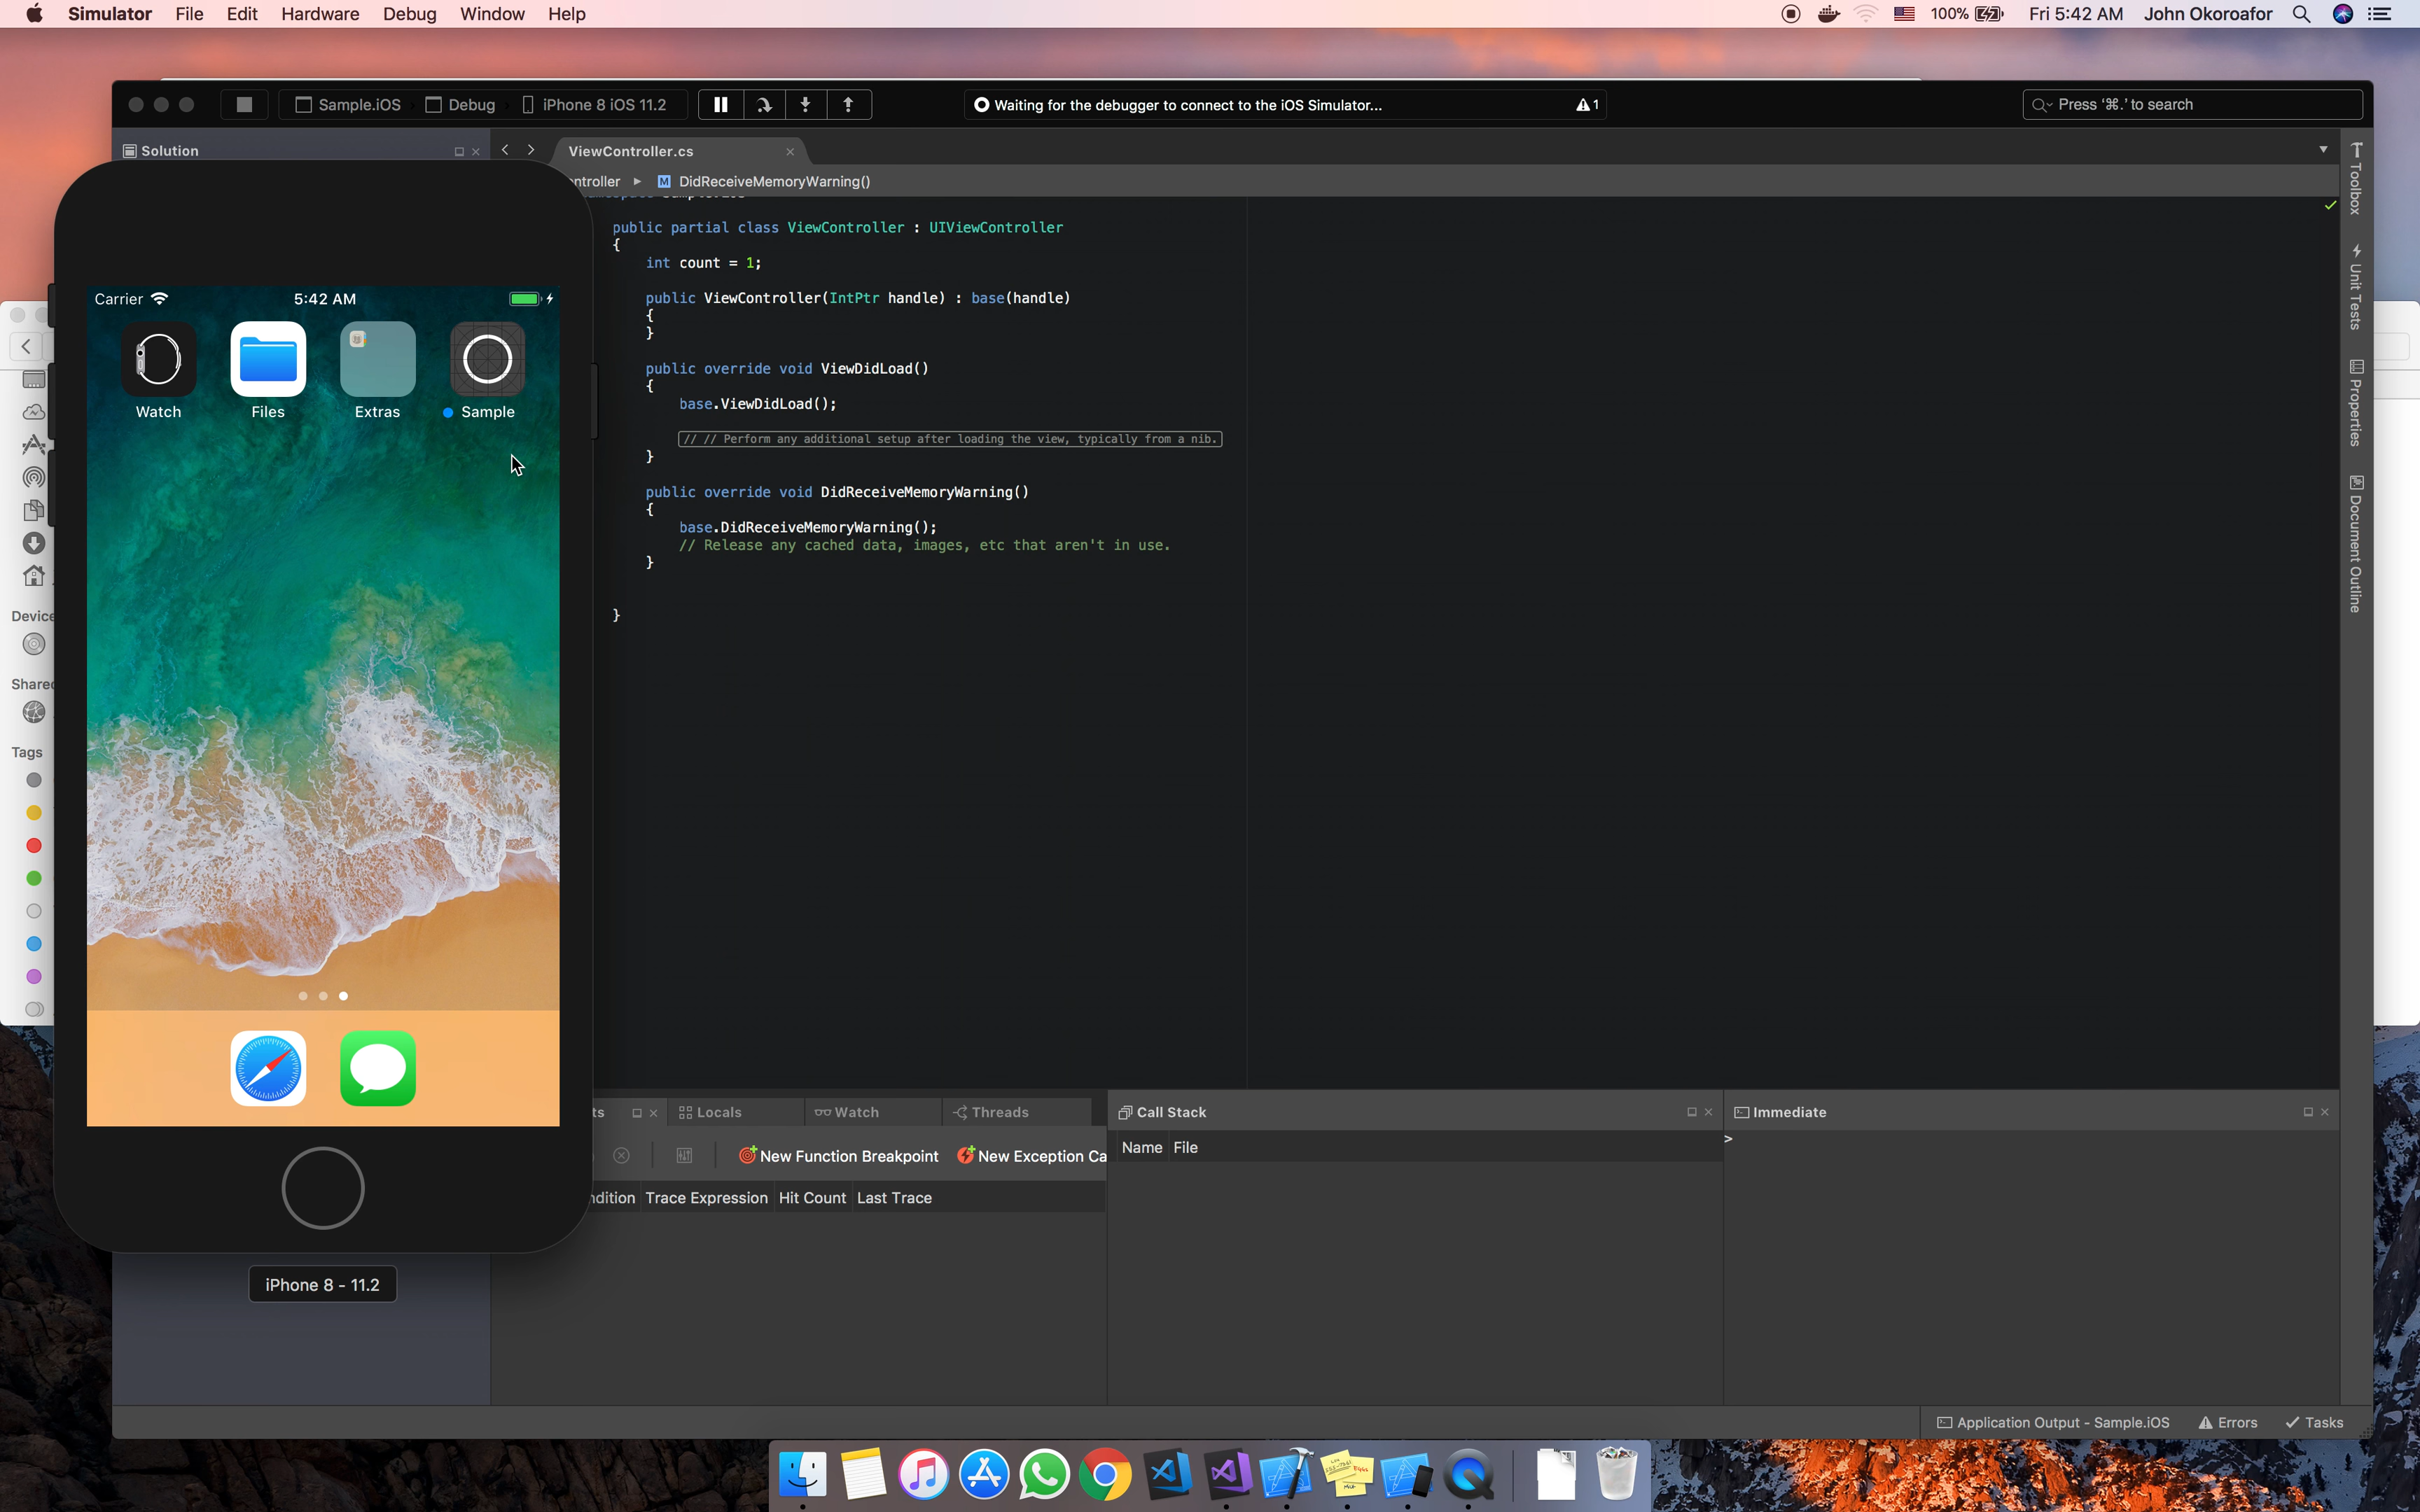 Simulator File Edit Hardware Debug Window Help
100% Fri 5:42 AM John Okoroafor
Sample.iOS Debug iPhone 8 iOS 11.2
Waiting for the debugger to connect to the iOS Simulator...
1
Press '⌘.' to search
Solution
ViewController.cs
ntroller
M DidReceiveMemoryWarning()
public partial class ViewController : UIViewController
{
int count = 1;
public ViewController(IntPtr handle) : base(handle)
{
}
public override void ViewDidLoad()
{
base.ViewDidLoad();
// // Perform any additional setup after loading the view, typically from a nib.
}
public override void DidReceiveMemoryWarning()
{
base.DidReceiveMemoryWarning();
// Release any cached data, images, etc that aren't in use.
}
}
Toolbox
Unit Tests
Properties
Document Outline
Carrier 5:42 AM
Watch Files Extras Sample
Device
Shared
Tags
iPhone 8 - 11.2
ts Locals Watch Threads
New Function Breakpoint New Exception Ca
ndition Trace Expression Hit Count Last Trace
Call Stack
Name File
Immediate
>
Application Output - Sample.iOS Errors Tasks